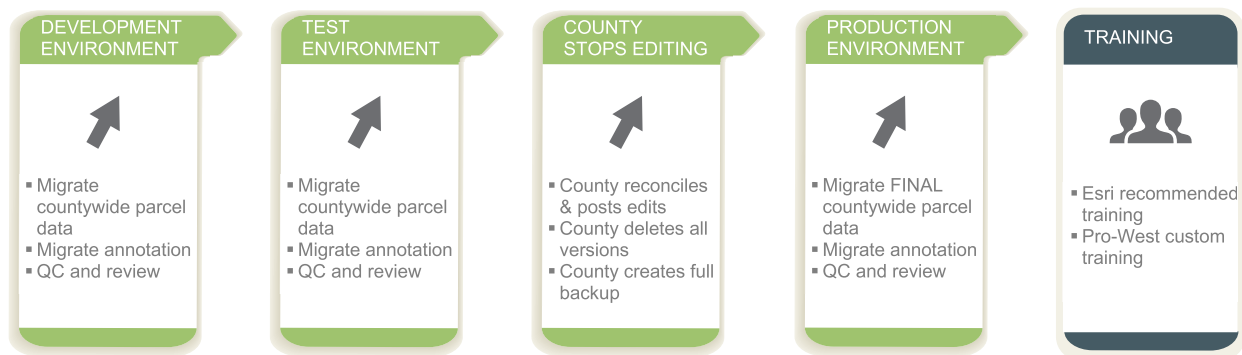 DEVELOPMENT
ENVIRONMENT
▪ Migrate
countywide parcel
data
▪ Migrate annotation
▪ QC and review
TEST
ENVIRONMENT
▪ Migrate
countywide parcel
data
▪ Migrate annotation
▪ QC and review
COUNTY
STOPS EDITING
▪ County reconciles
& posts edits
▪ County deletes all
versions
▪ County creates full
backup
PRODUCTION
ENVIRONMENT
▪ Migrate FINAL
countywide parcel
data
▪ Migrate annotation
▪ QC and review
TRAINING
▪ Esri recommended
training
▪ Pro-West custom
training